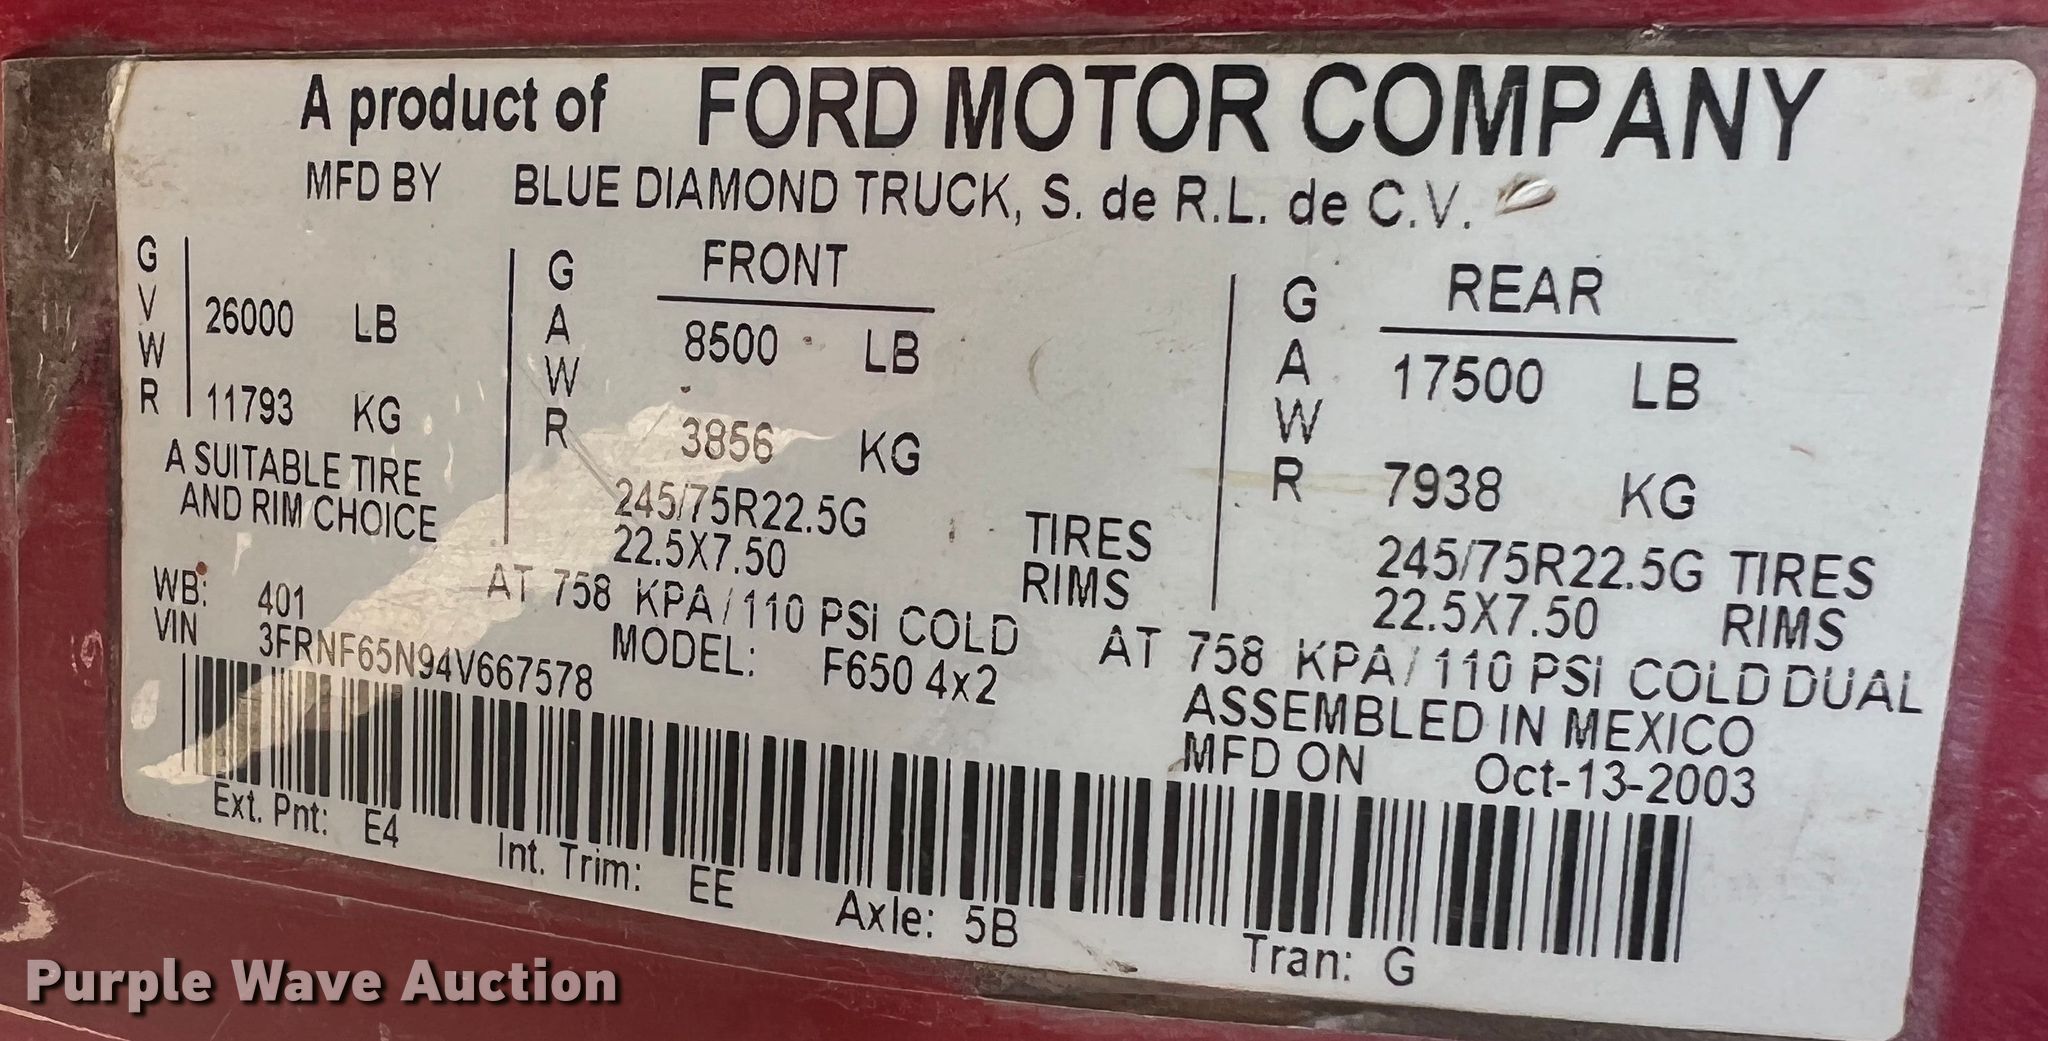 A product of FORD MOTOR COMPANY
MFD BY BLUE DIAMOND TRUCK, S. de R.L. de C.V.
GVWR 26000 LB
11793 KG
A SUITABLE TIRE
AND RIM CHOICE
GAWR FRONT
8500 LB
3856 KG
245/75R22.5G TIRES
22.5X7.50 RIMS
AT 758 KPA/110 PSI COLD
GAWR REAR
17500 LB
7938 KG
245/75R22.5G TIRES
22.5X7.50 RIMS
AT 758 KPA/110 PSI COLD DUAL
WB: 401
VIN 3FRNF65N94V667578
MODEL: F650 4x2
ASSEMBLED IN MEXICO
MFD ON Oct-13-2003
Ext. Pnt: E4 Int. Trim: EE Axle: 5B Tran: G
Purple Wave Auction